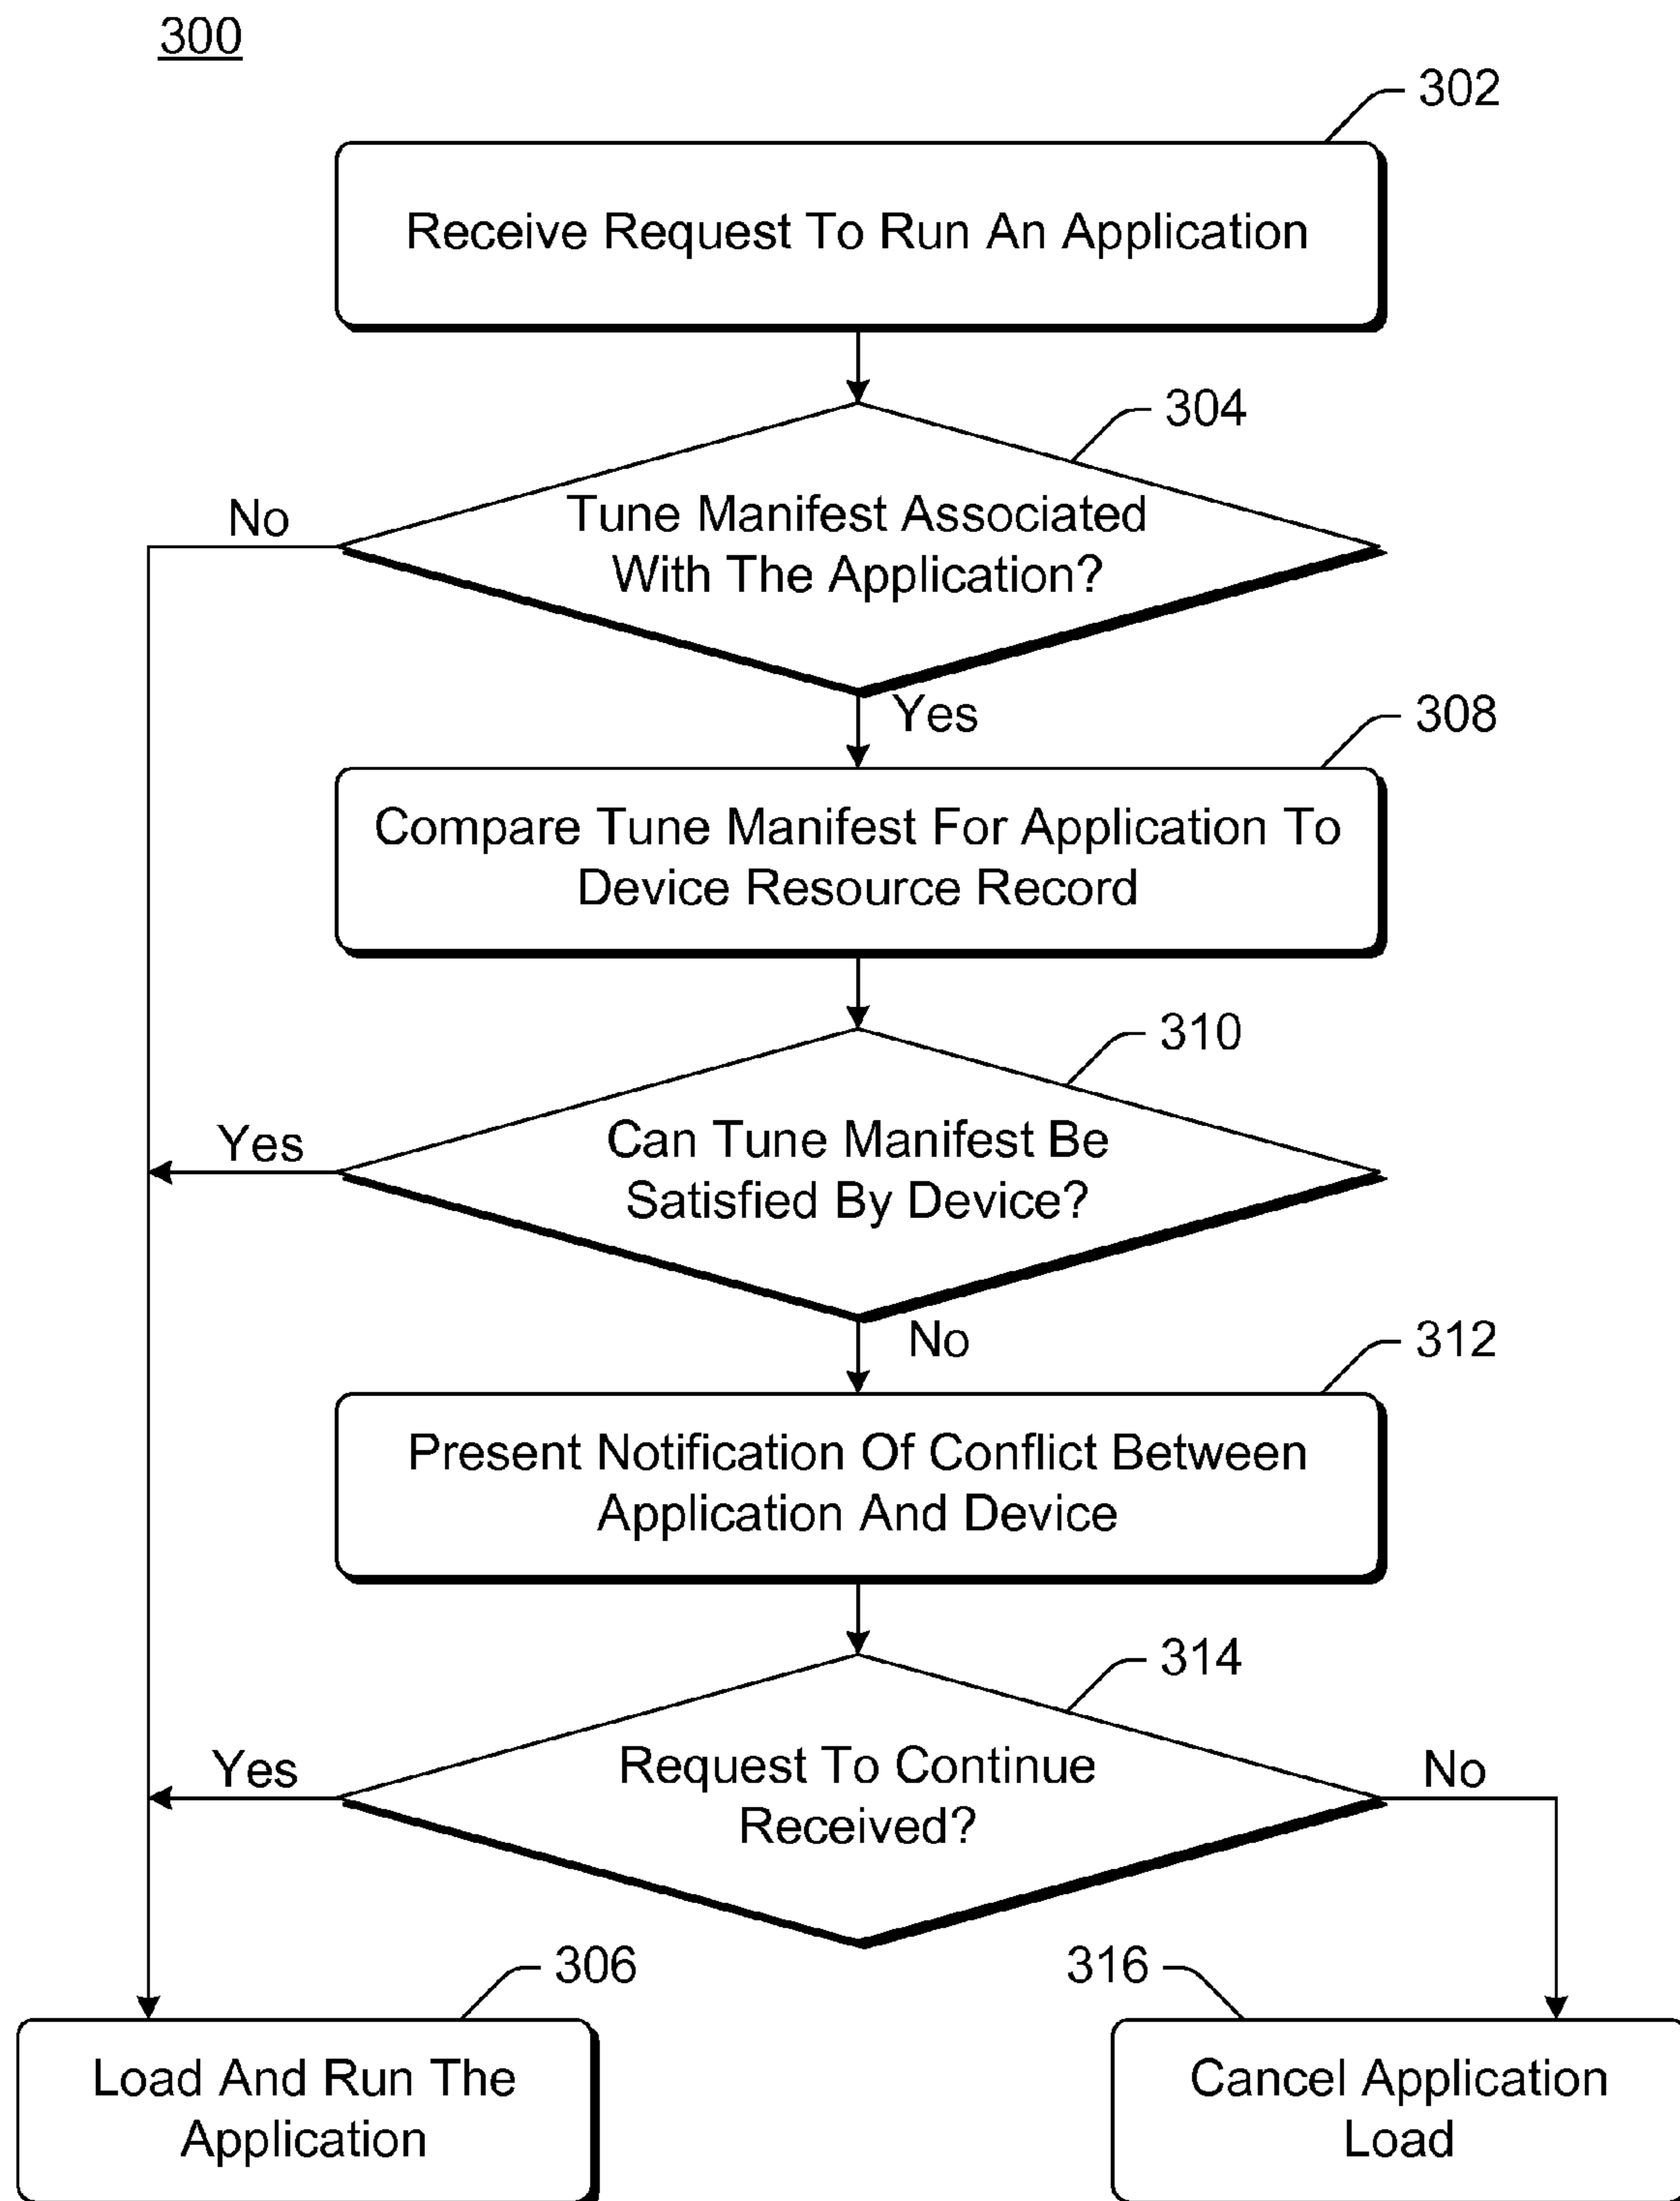 300
302
Receive Request To Run An Application
304
No
Tune Manifest Associated
With The Application?
Yes
308
Compare Tune Manifest For Application To
Device Resource Record
310
Yes
Can Tune Manifest Be
Satisfied By Device?
No
312
Present Notification Of Conflict Between
Application And Device
314
Yes
Request To Continue
Received?
No
306
316
Load And Run The
Application
Cancel Application
Load